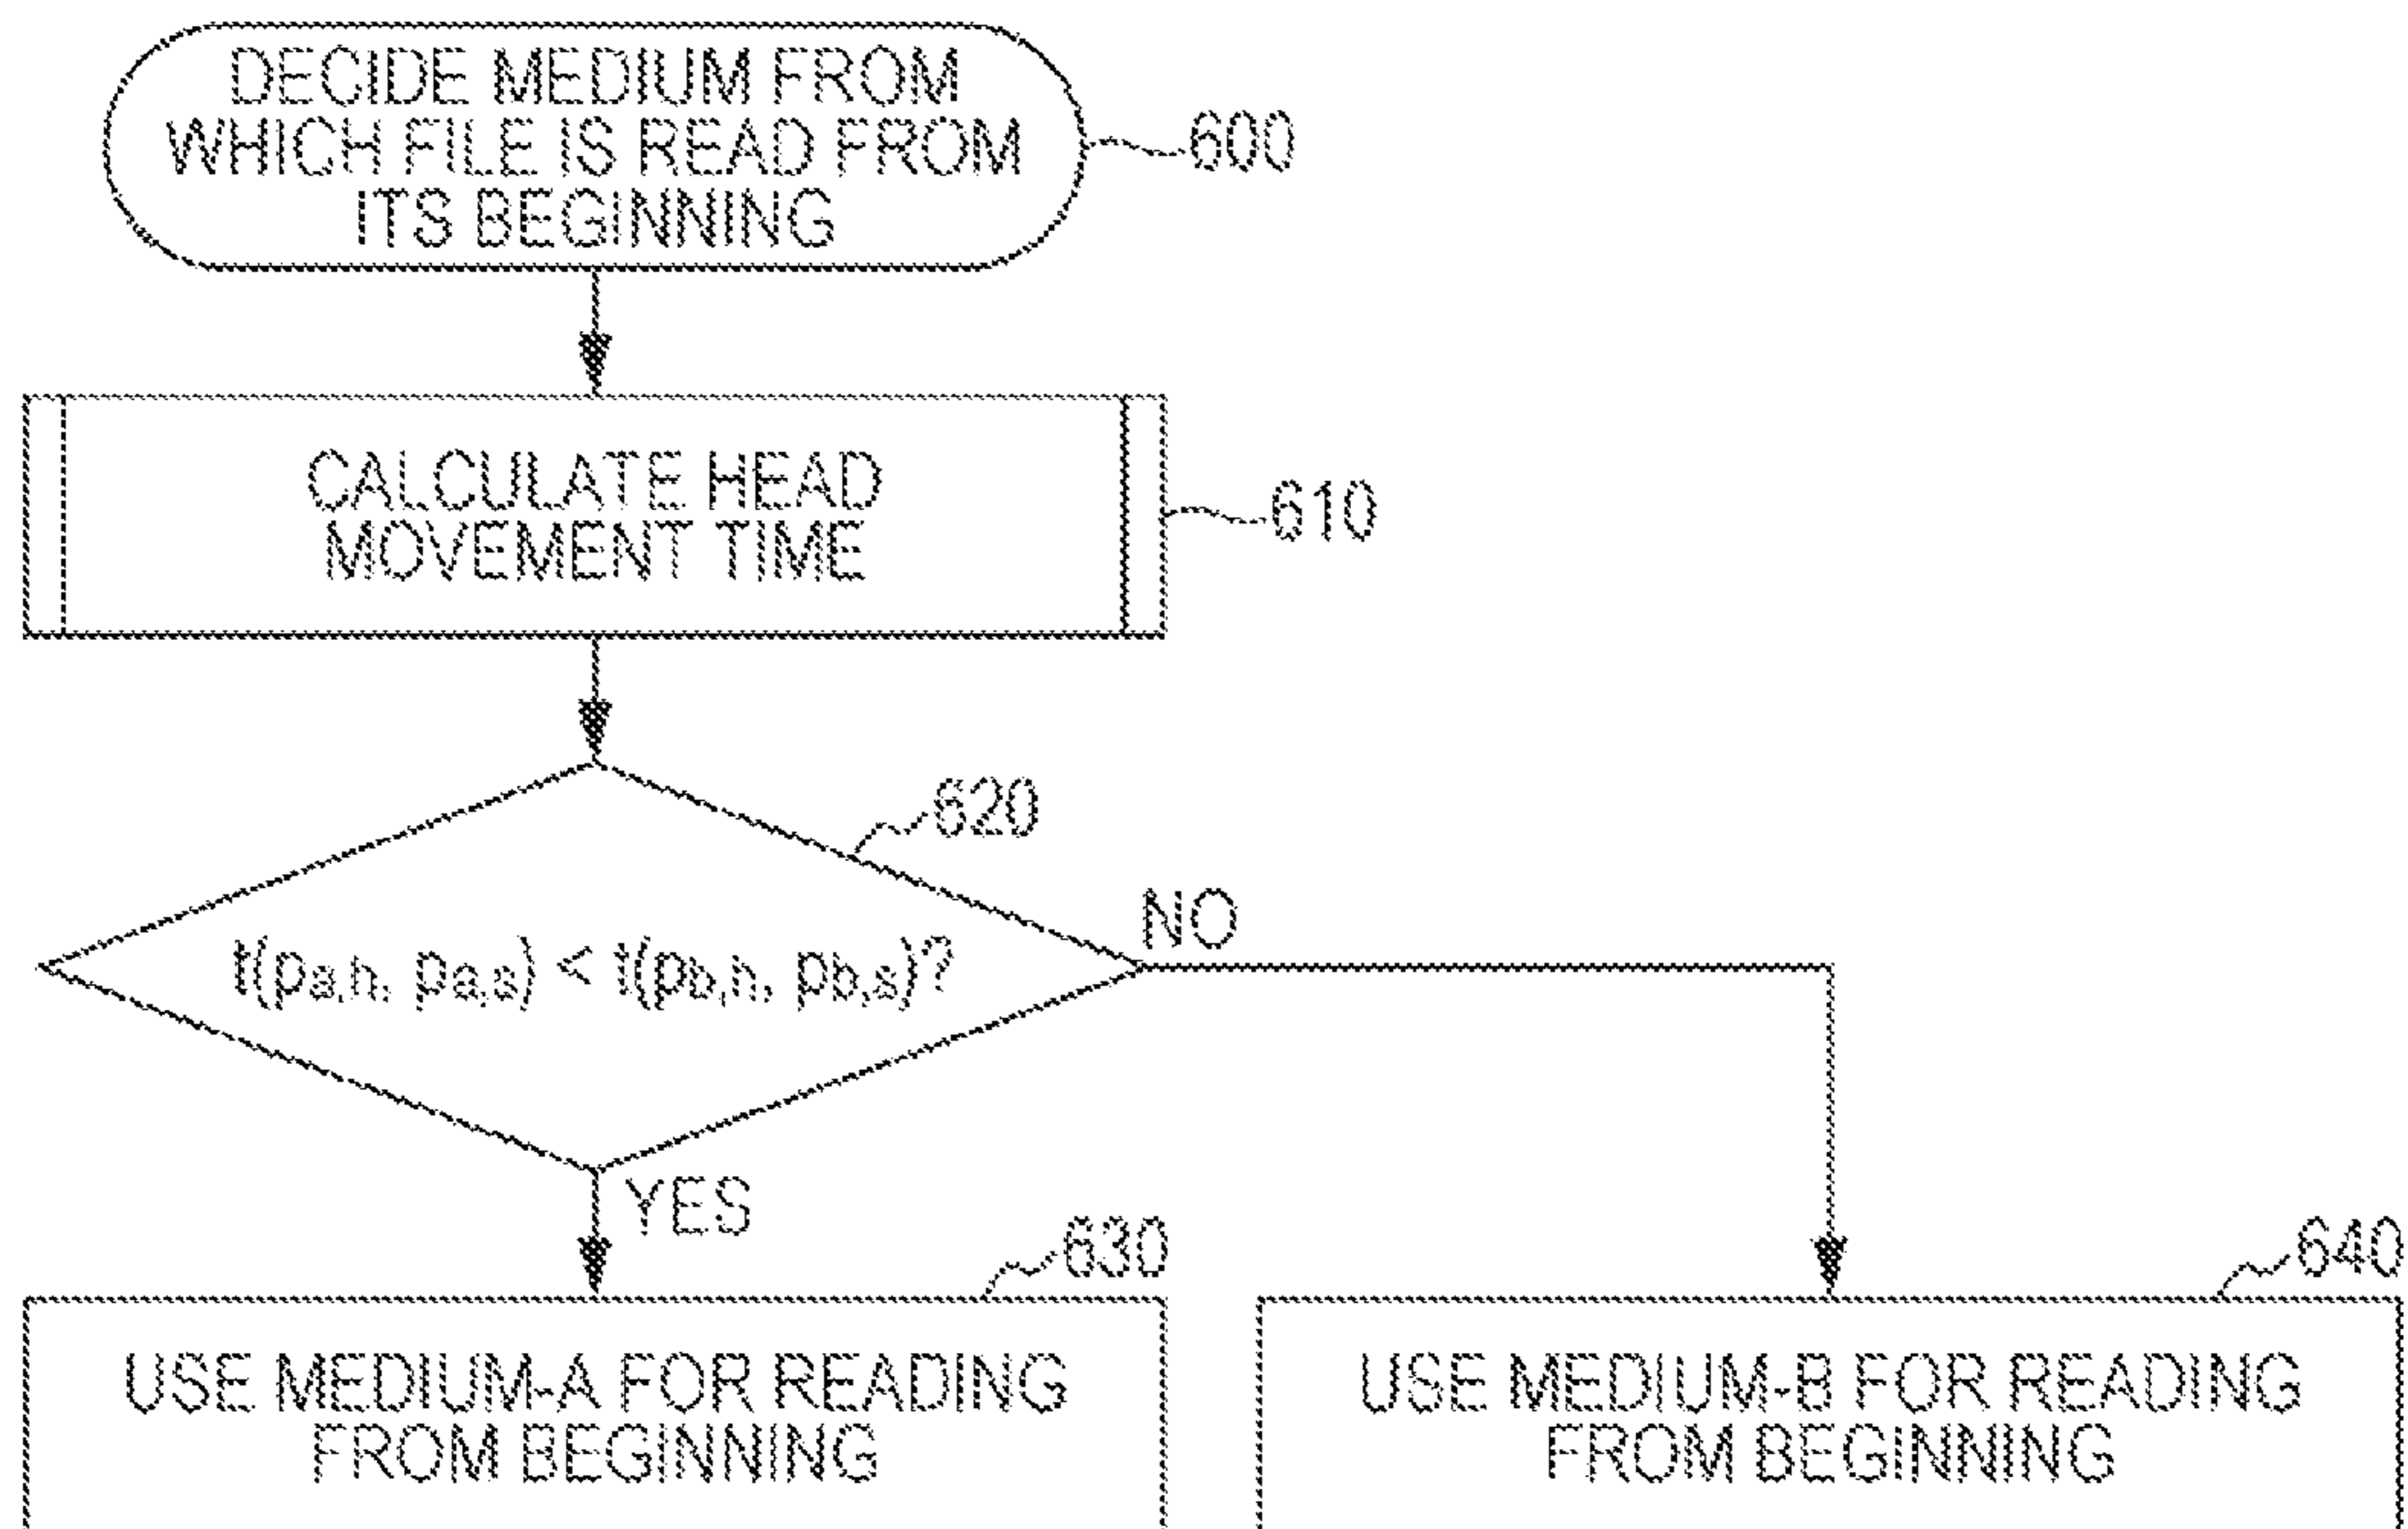 DECIDE MEDIUM FROM
WHICH FILE IS READ FROM
ITS BEGINNING
600
CALCULATE HEAD
MOVEMENT TIME
610
620
t(pa,h, pa,s) < t(pb,h, pb,s)?
NO
YES
630
640
USE MEDIUM-A FOR READING
FROM BEGINNING
USE MEDIUM-B FOR READING
FROM BEGINNING